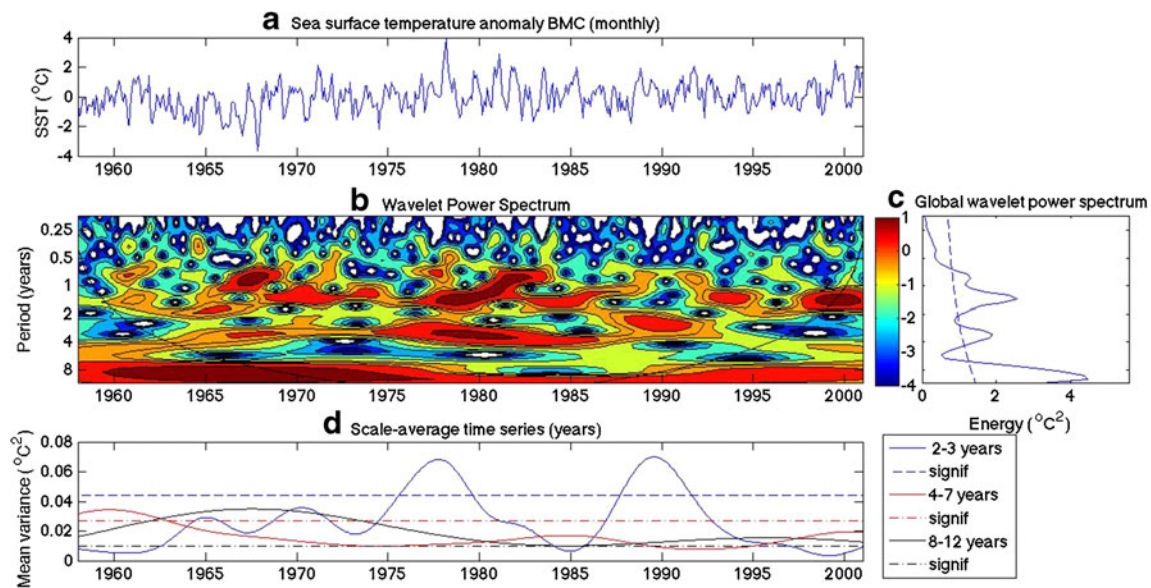 a Sea surface temperature anomaly BMC (monthly)
SST (°C)
4
2
0
-2
-4
1960 1965 1970 1975 1980 1985 1990 1995 2000
b Wavelet Power Spectrum
Period (years)
0.25
0.5
1
2
4
8
1960 1965 1970 1975 1980 1985 1990 1995 2000
1
0
-1
-2
-3
-4
c Global wavelet power spectrum
0 2 4
Energy (°C²)
d Scale-average time series (years)
Mean variance (°C²)
0.08
0.06
0.04
0.02
0
1960 1965 1970 1975 1980 1985 1990 1995 2000
2-3 years
signif
4-7 years
signif
8-12 years
signif